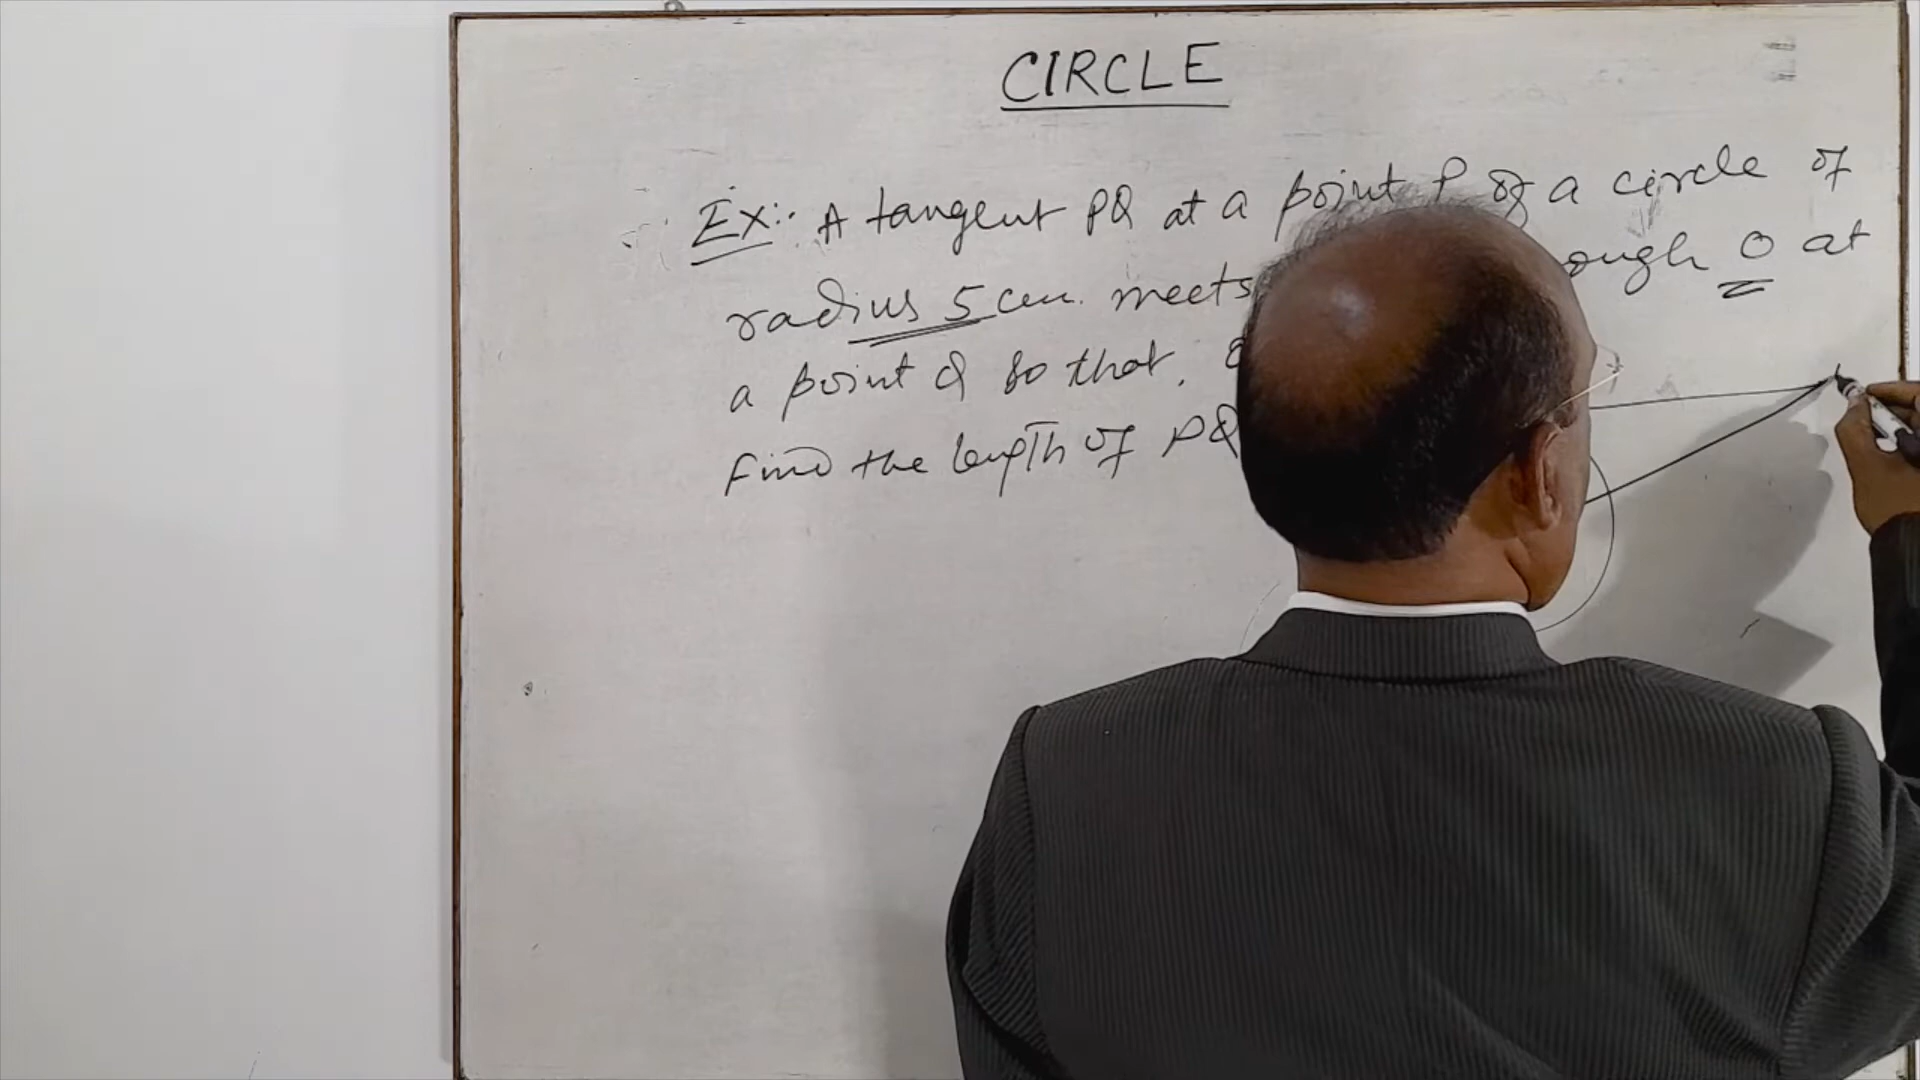 CIRCLE
Ex:- A tangent PQ at a point P of a circle of
radius 5 cm. meets ough O at
a point Q so that,
Find the length of PQ